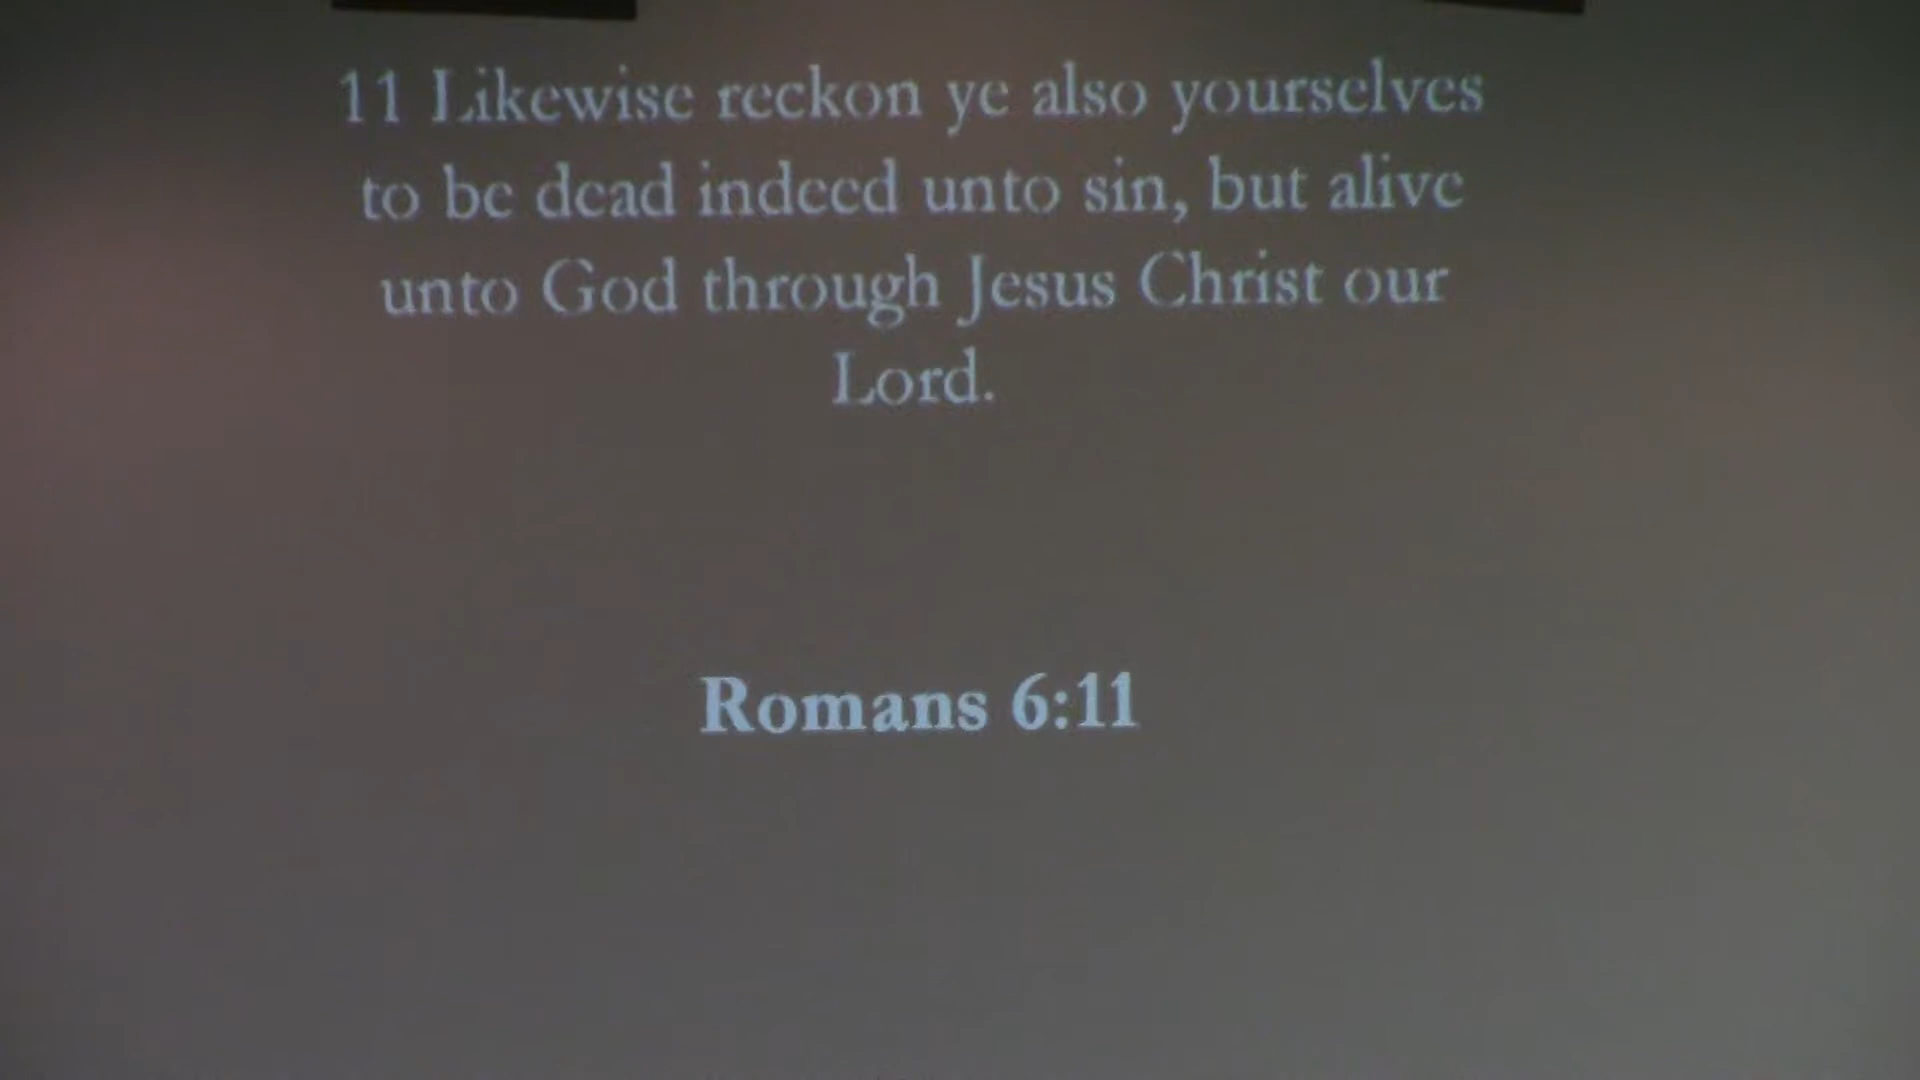 11 Likewise reckon ye also yourselves
to be dead indeed unto sin, but alive
unto God through Jesus Christ our
Lord.
Romans 6:11